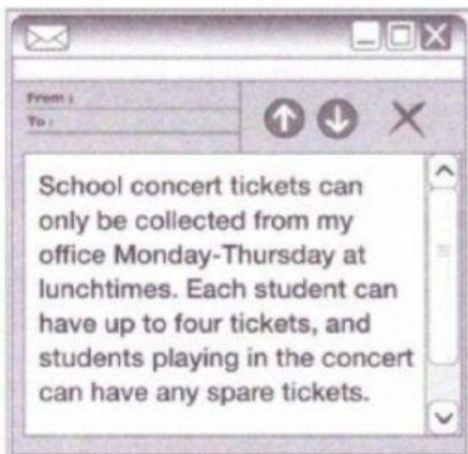 From :
To :
School concert tickets can
only be collected from my
office Monday-Thursday at
lunchtimes. Each student can
have up to four tickets, and
students playing in the concert
can have any spare tickets.